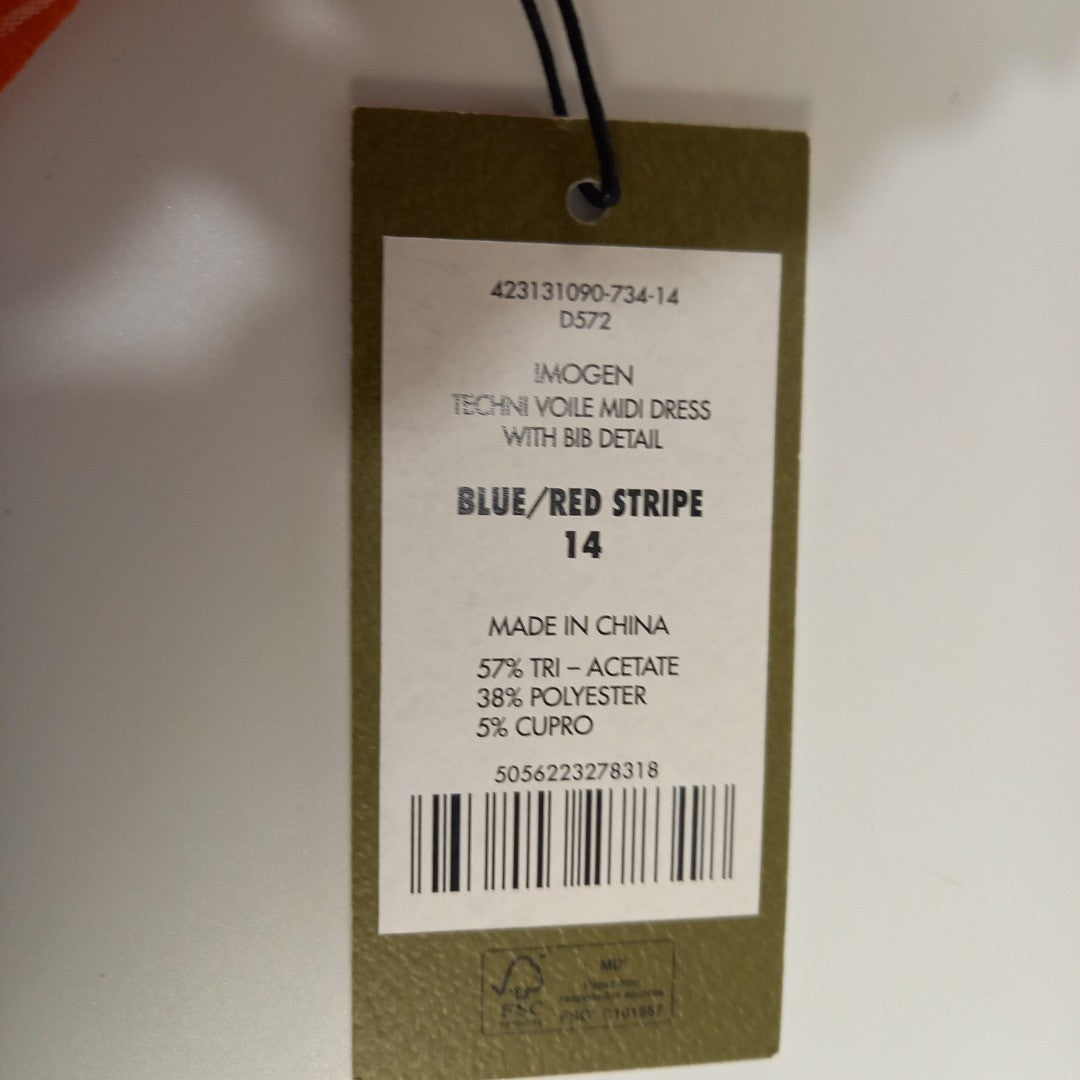 423131090-734-14
D572
IMOGEN
TECHNI VOILE MIDI DRESS
WITH BIB DETAIL
BLUE/RED STRIPE
14
MADE IN CHINA
57% TRI – ACETATE
38% POLYESTER
5% CUPRO
5056223278318
FSC